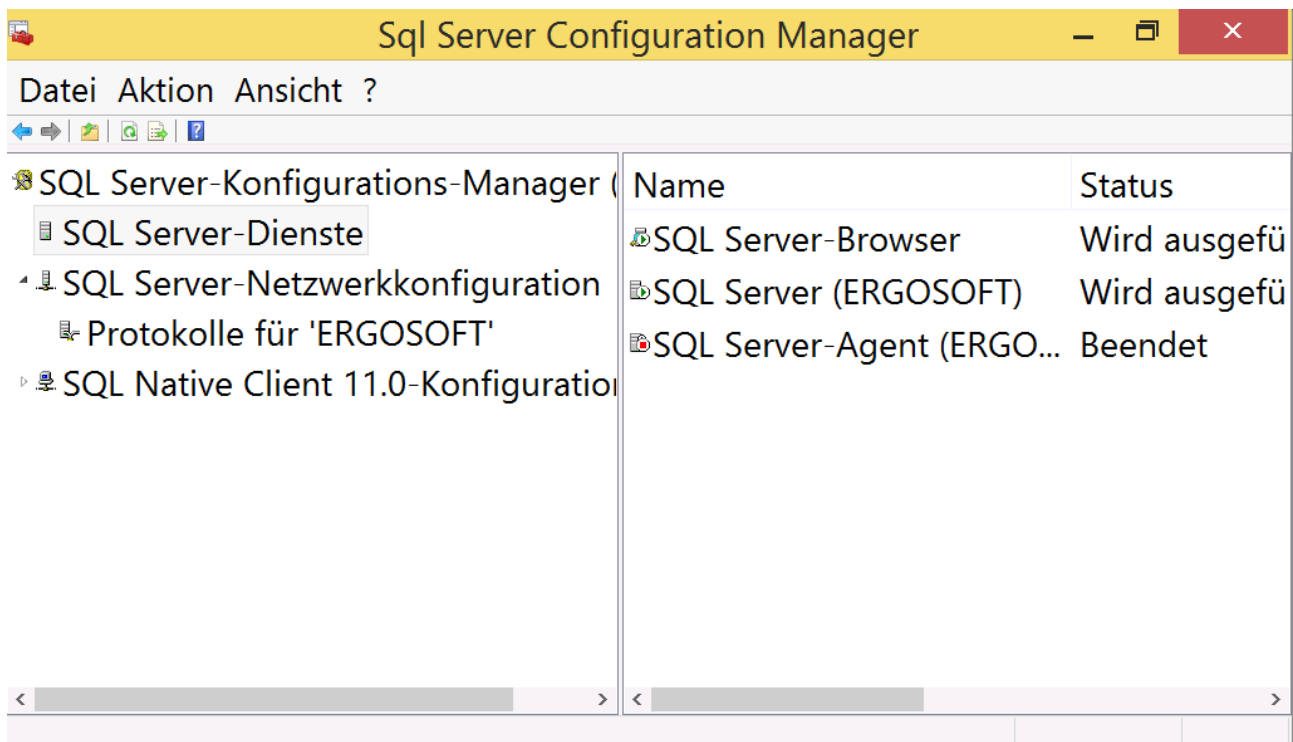 Sql Server Configuration Manager
Datei Aktion Ansicht ?
SQL Server-Konfigurations-Manager (
SQL Server-Dienste
SQL Server-Netzwerkkonfiguration
Protokolle für 'ERGOSOFT'
SQL Native Client 11.0-Konfiguration
Name Status
SQL Server-Browser Wird ausgefü
SQL Server (ERGOSOFT) Wird ausgefü
SQL Server-Agent (ERGO... Beendet